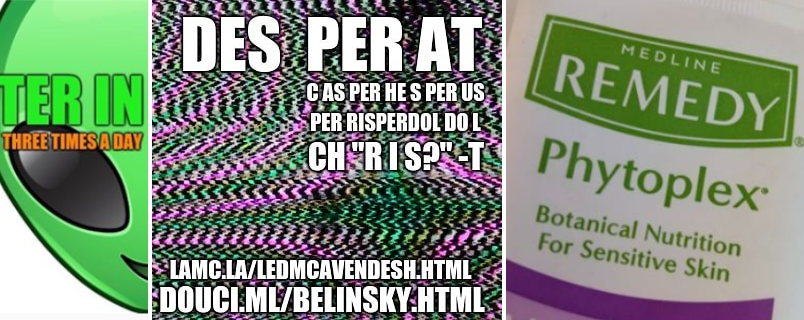 TER IN
THREE TIMES A DAY
DES PER AT
C AS PER HE S PER US
PER RISPERDOL DO L
CH "R I S?" -T
LAMC.LA/LEDMCAVENDESH.HTML
DOUCI.ML/BELINSKY.HTML
MEDLINE
REMEDY®
Phytoplex•
Botanical Nutrition
For Sensitive Skin